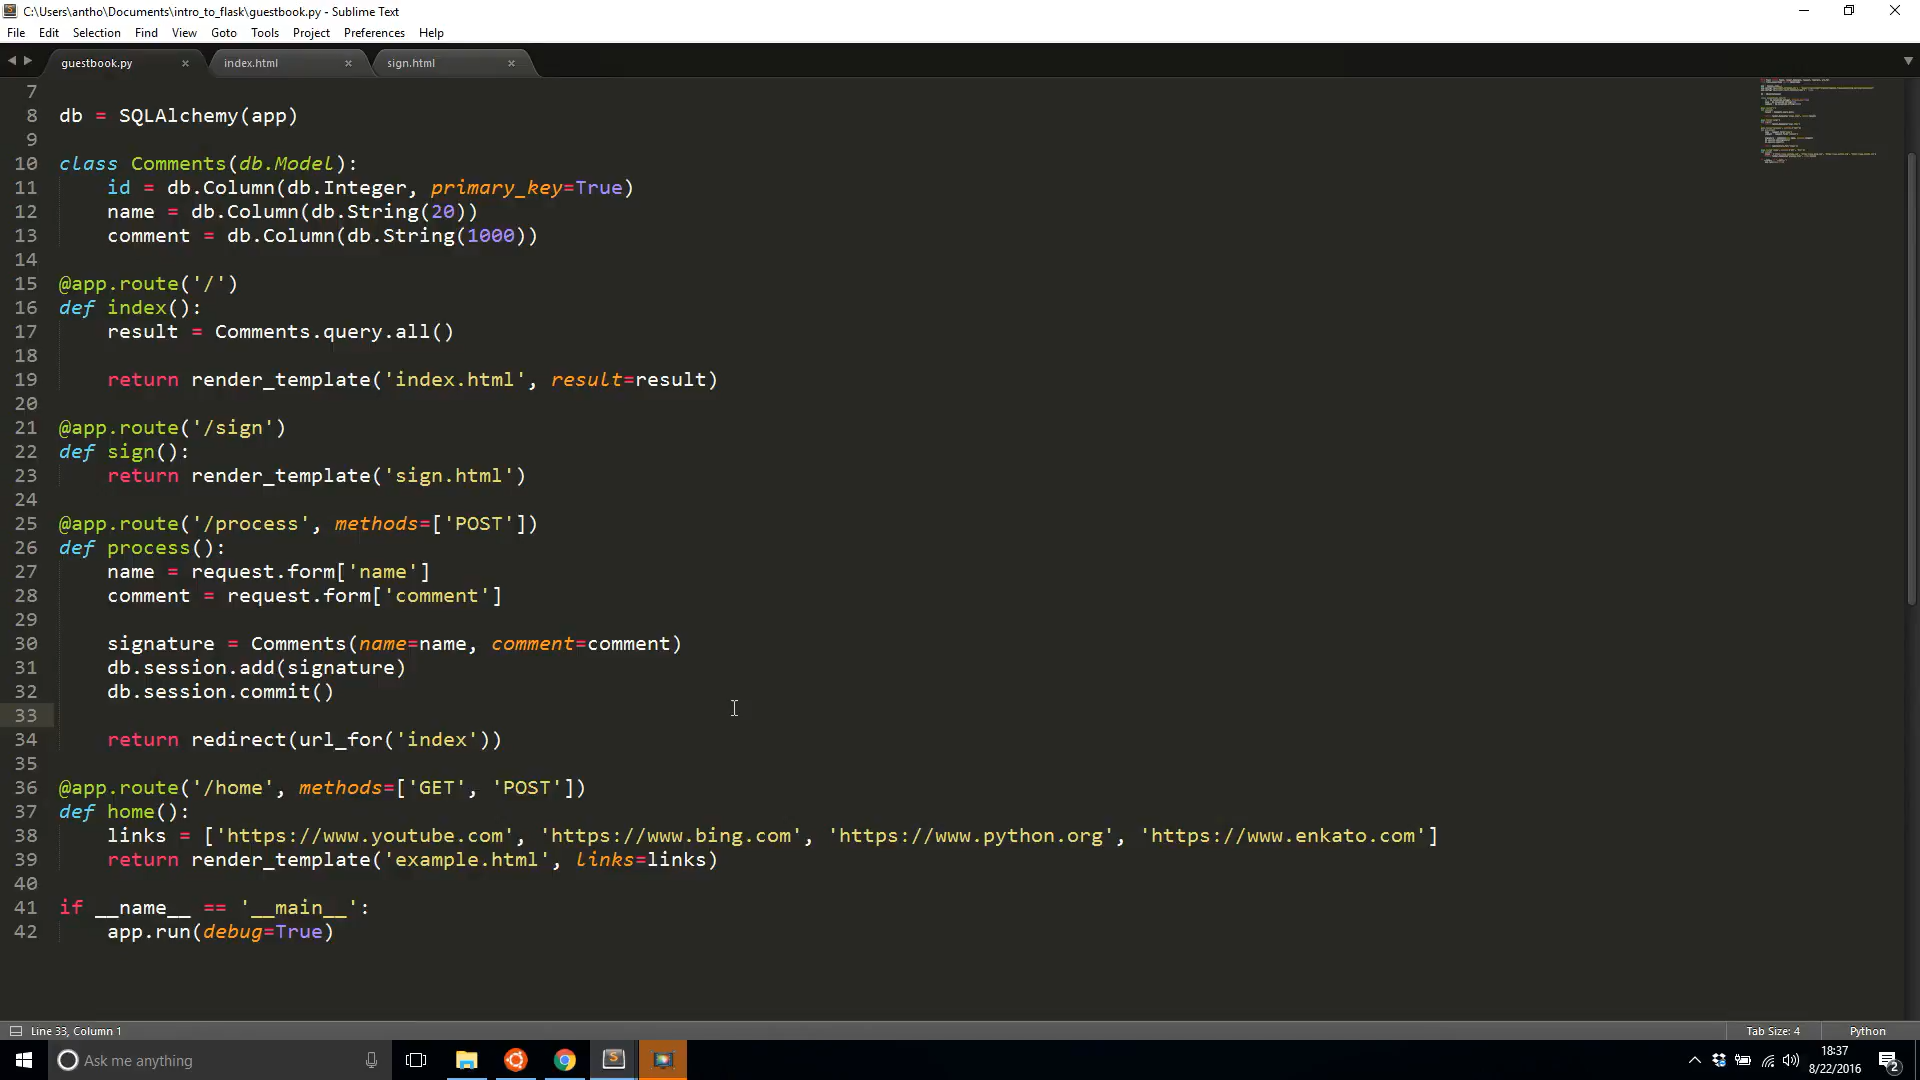 C:\Users\antho\Documents\intro_to_flask\guestbook.py - Sublime Text
File Edit Selection Find View Goto Tools Project Preferences Help
guestbook.py index.html sign.html
7
8 db = SQLAlchemy(app)
9
10 class Comments(db.Model):
11     id = db.Column(db.Integer, primary_key=True)
12     name = db.Column(db.String(20))
13     comment = db.Column(db.String(1000))
14
15 @app.route('/')
16 def index():
17     result = Comments.query.all()
18
19     return render_template('index.html', result=result)
20
21 @app.route('/sign')
22 def sign():
23     return render_template('sign.html')
24
25 @app.route('/process', methods=['POST'])
26 def process():
27     name = request.form['name']
28     comment = request.form['comment']
29
30     signature = Comments(name=name, comment=comment)
31     db.session.add(signature)
32     db.session.commit()
33
34     return redirect(url_for('index'))
35
36 @app.route('/home', methods=['GET', 'POST'])
37 def home():
38     links = ['https://www.youtube.com', 'https://www.bing.com', 'https://www.python.org', 'https://www.enkato.com']
39     return render_template('example.html', links=links)
40
41 if __name__ == '__main__':
42     app.run(debug=True)
Line 33, Column 1 Tab Size: 4 Python
Ask me anything
18:37
8/22/2016
2